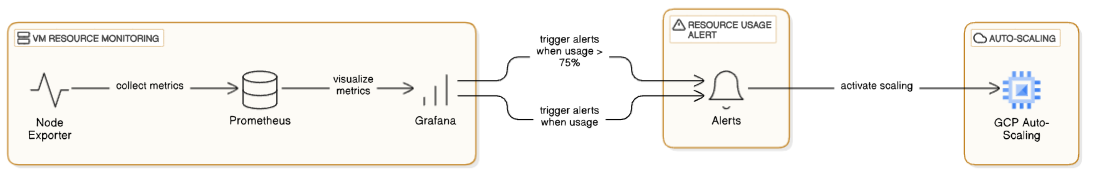 VM RESOURCE MONITORING
Node
Exporter
collect metrics
Prometheus
visualize
metrics
Grafana
trigger alerts
when usage >
75%
trigger alerts
when usage
RESOURCE USAGE
ALERT
Alerts
activate scaling
AUTO-SCALING
GCP Auto-
Scaling